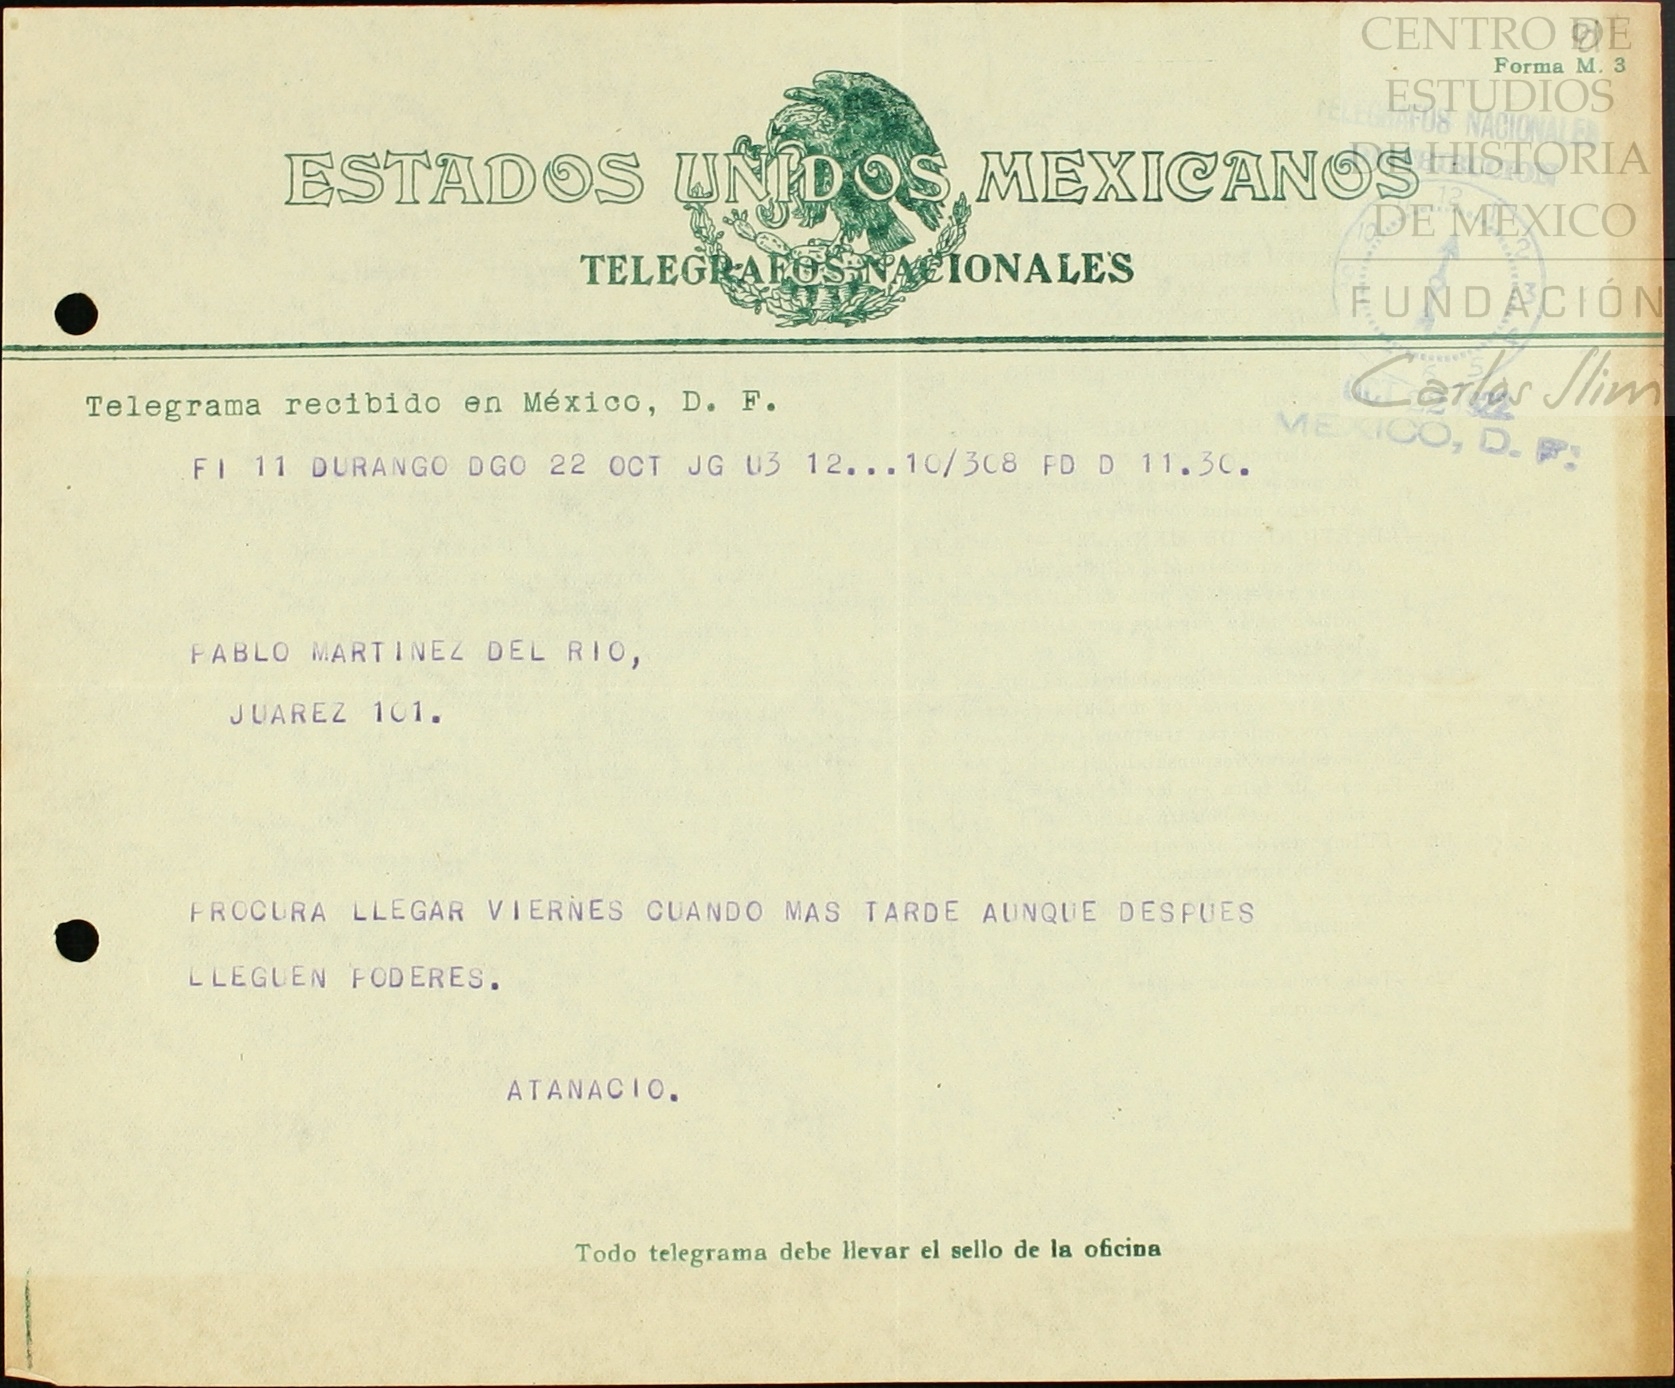 CENTRO DE
ESTUDIOS
DE HISTORIA
DE MEXICO
FUNDACIÓN
Carlos Slim
Forma M. 3
TELEGRAFOS NACIONALES
MEXICO, D. F.
ESTADOS UNIDOS MEXICANOS
TELEGRAFOS NACIONALES
Telegrama recibido en México, D. F.
FI 11 DURANGO DGO 22 OCT JG U3 12...10/308 PD D 11.30.
PABLO MARTINEZ DEL RIO,
JUAREZ 101.
PROCURA LLEGAR VIERNES CUANDO MAS TARDE AUNQUE DESPUES
LLEGUEN PODERES.
ATANACIO.
Todo telegrama debe llevar el sello de la oficina